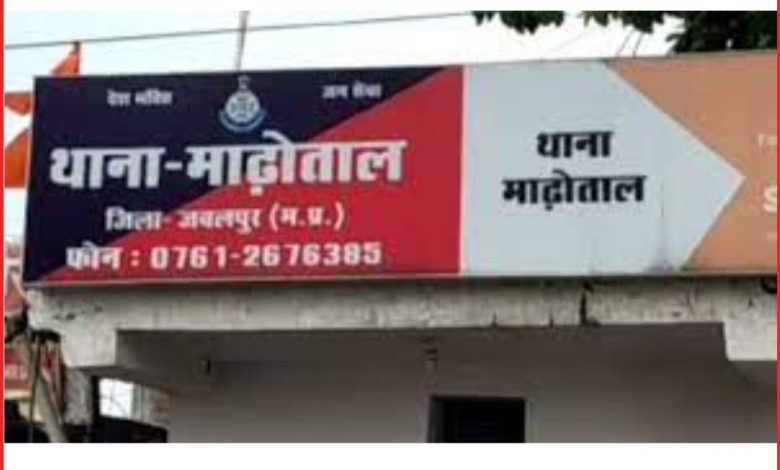 देश भक्ति
जन सेवा
थाना-माढ़ोताल
जिला- जबलपुर (म.प्र.)
फोन : 0761-2676385
थाना
माढ़ोताल